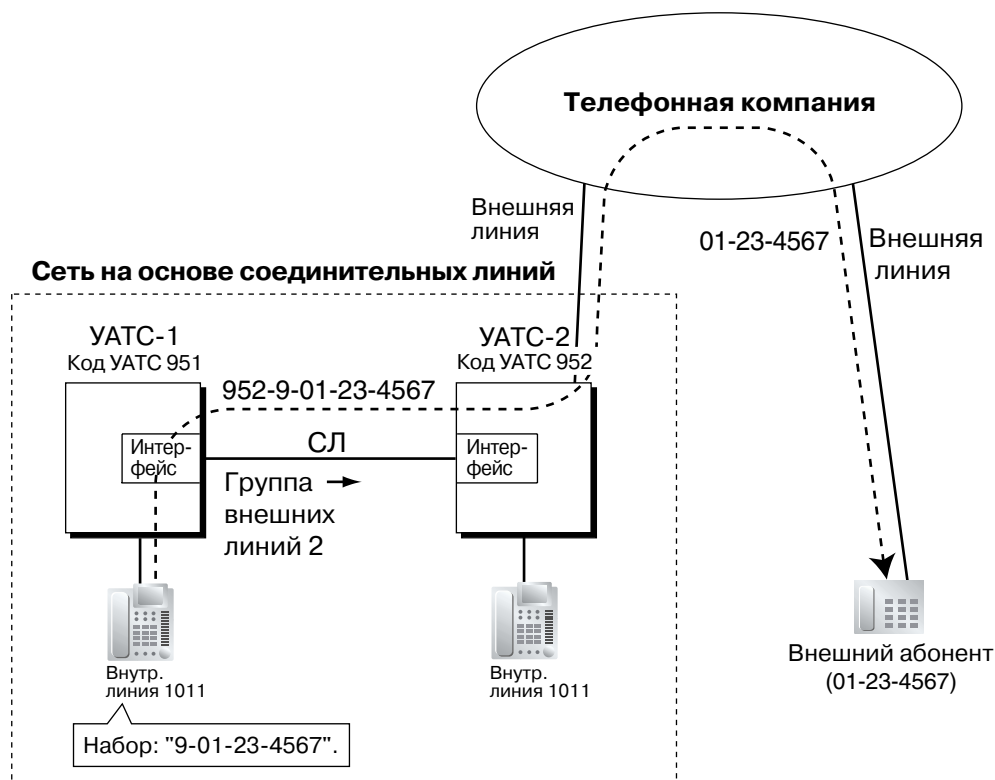 Телефонная компания
Внешняя
линия
01-23-4567
Внешняя
линия
Сеть на основе соединительных линий
УАТС-1
Код УАТС 951
УАТС-2
Код УАТС 952
952-9-01-23-4567
Интер-
фейс
СЛ
Интер-
фейс
Группа
внешних
линий 2
Внутр.
линия 1011
Внутр.
линия 1011
Внешний абонент
(01-23-4567)
Набор: "9-01-23-4567".